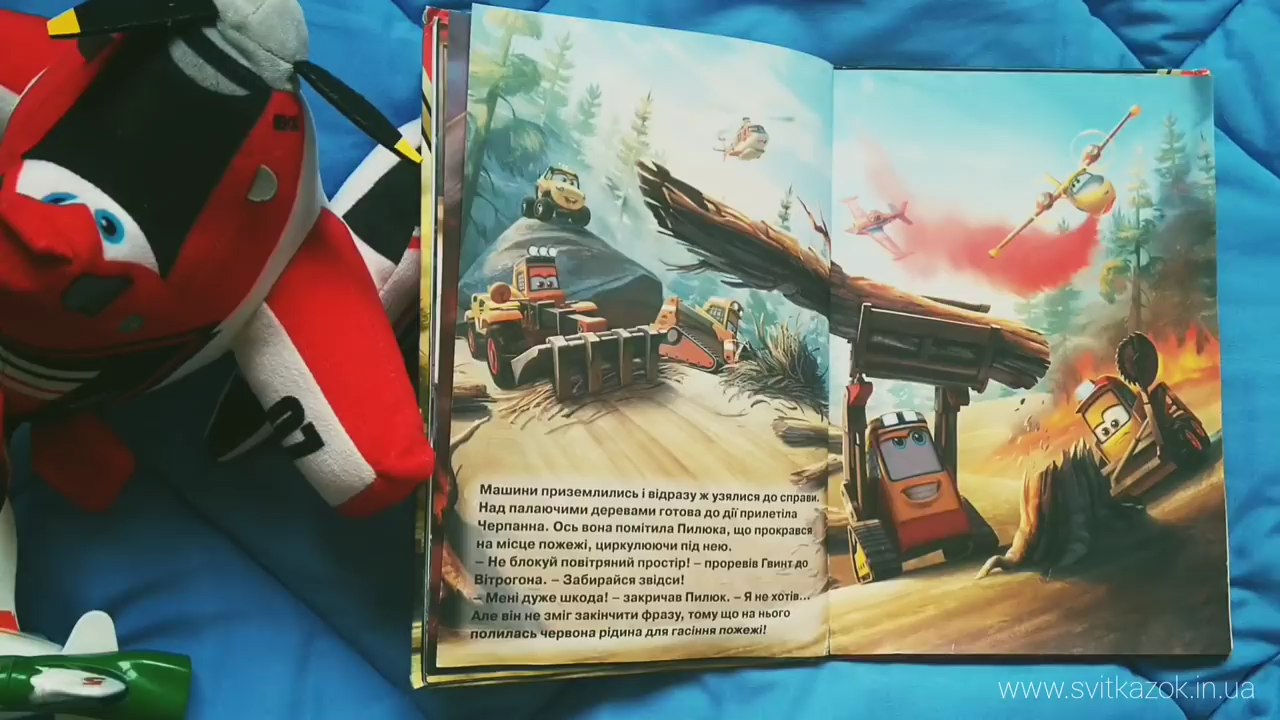 Машини приземлились і відразу ж узялися до справи.
Над палаючими деревами готова до дії прилетіла
Черпанна. Ось вона помітила Пилюка, що прокрався
на місце пожежі, циркулюючи під нею.
– Не блокуй повітряний простір! – проревів Гвинт до
Вітрогона. – Забирайся звідси!
– Мені дуже шкода! – закричав Пилюк. – Я не хотів...
Але він не зміг закінчити фразу, тому що на нього
полилась червона рідина для гасіння пожежі!
www.svitkazok.in.ua